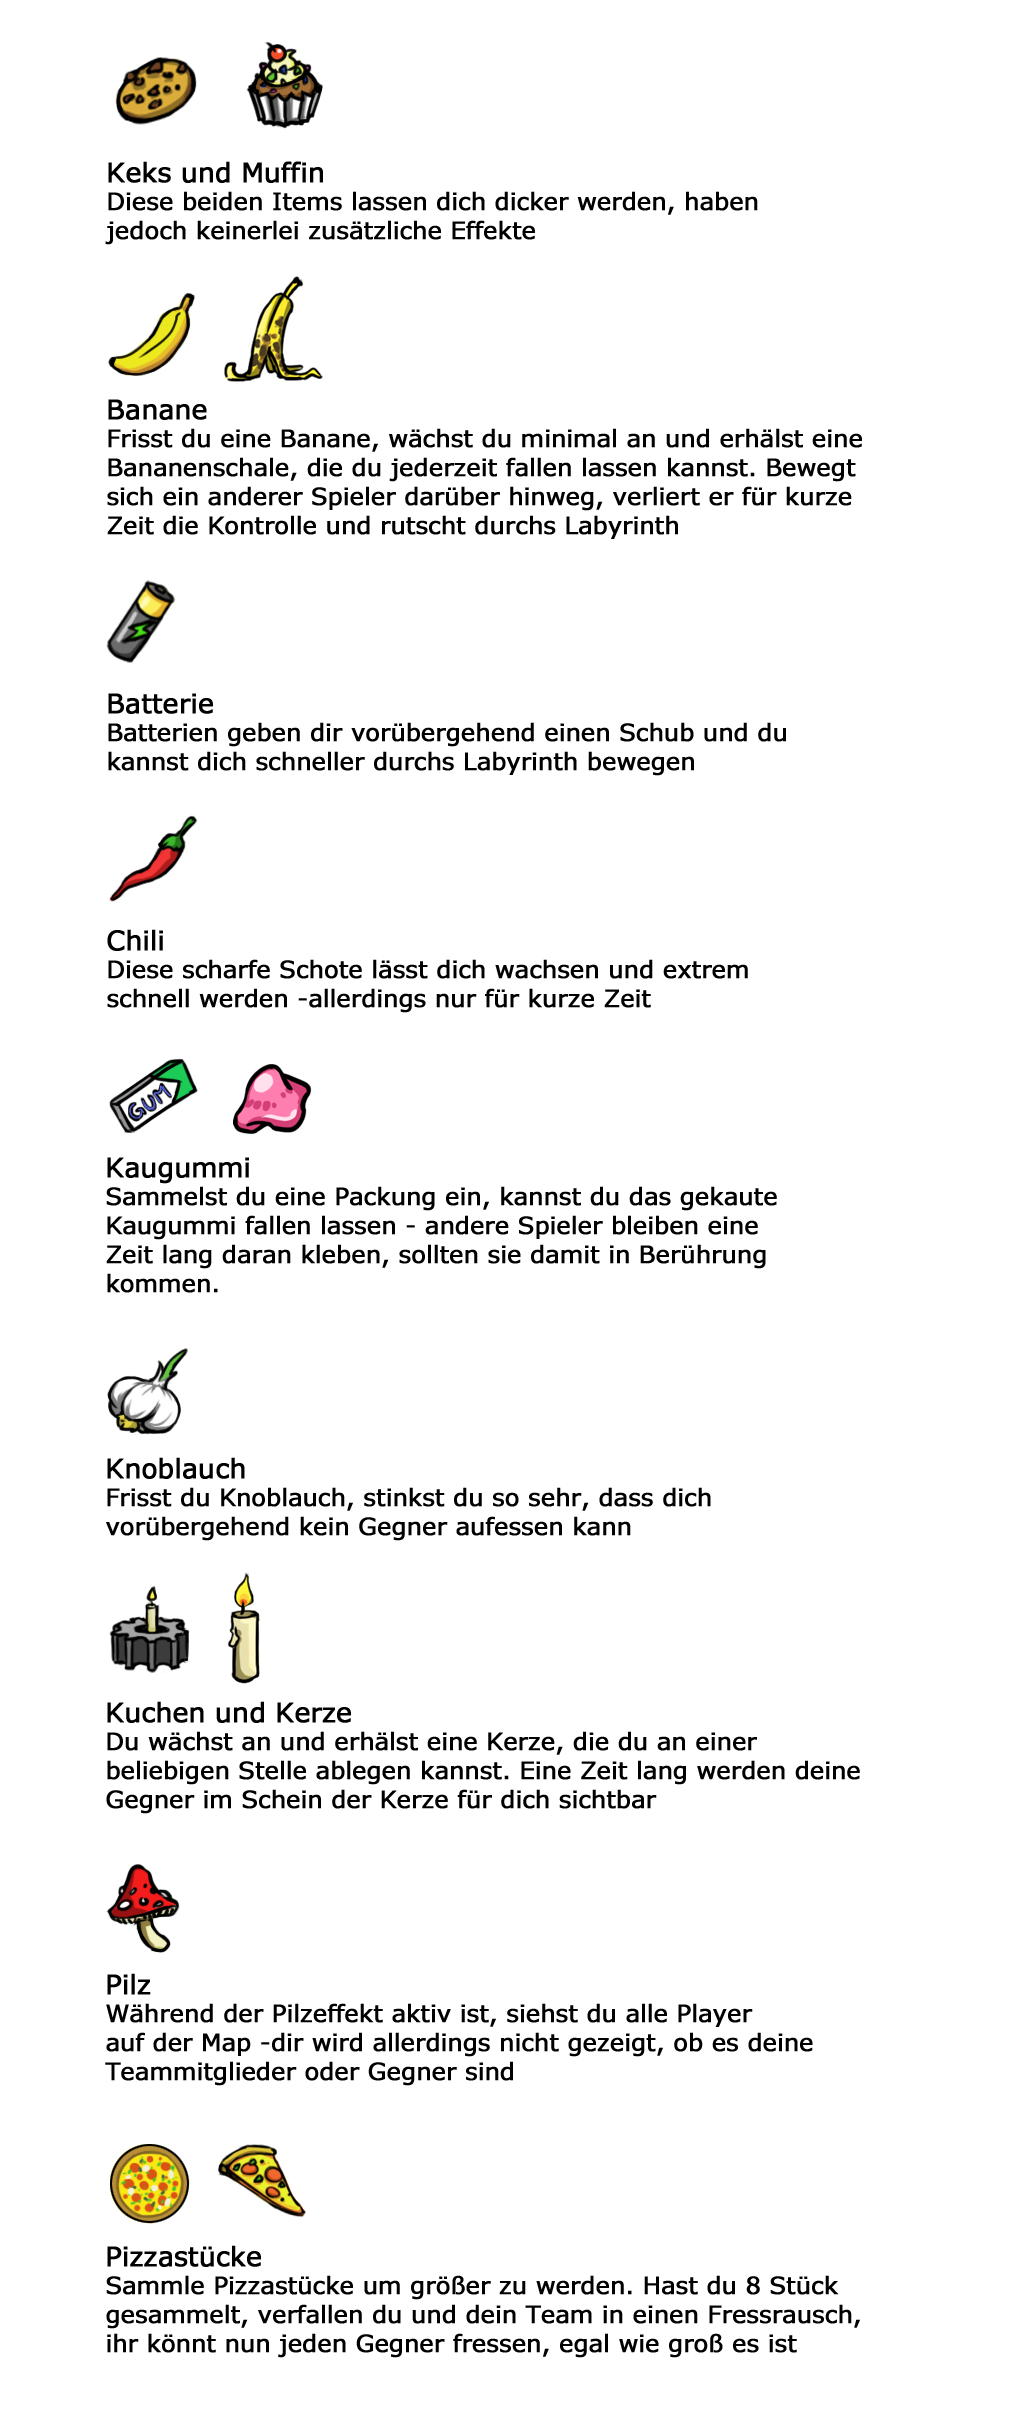 Keks und Muffin
Diese beiden Items lassen dich dicker werden, haben
jedoch keinerlei zusätzliche Effekte
Banane
Frisst du eine Banane, wächst du minimal an und erhälst eine
Bananenschale, die du jederzeit fallen lassen kannst. Bewegt
sich ein anderer Spieler darüber hinweg, verliert er für kurze
Zeit die Kontrolle und rutscht durchs Labyrinth
Batterie
Batterien geben dir vorübergehend einen Schub und du
kannst dich schneller durchs Labyrinth bewegen
Chili
Diese scharfe Schote lässt dich wachsen und extrem
schnell werden -allerdings nur für kurze Zeit
GUM
Kaugummi
Sammelst du eine Packung ein, kannst du das gekaute
Kaugummi fallen lassen - andere Spieler bleiben eine
Zeit lang daran kleben, sollten sie damit in Berührung
kommen.
Knoblauch
Frisst du Knoblauch, stinkst du so sehr, dass dich
vorübergehend kein Gegner aufessen kann
Kuchen und Kerze
Du wächst an und erhälst eine Kerze, die du an einer
beliebigen Stelle ablegen kannst. Eine Zeit lang werden deine
Gegner im Schein der Kerze für dich sichtbar
Pilz
Während der Pilzeffekt aktiv ist, siehst du alle Player
auf der Map -dir wird allerdings nicht gezeigt, ob es deine
Teammitglieder oder Gegner sind
Pizzastücke
Sammle Pizzastücke um größer zu werden. Hast du 8 Stück
gesammelt, verfallen du und dein Team in einen Fressrausch,
ihr könnt nun jeden Gegner fressen, egal wie groß es ist